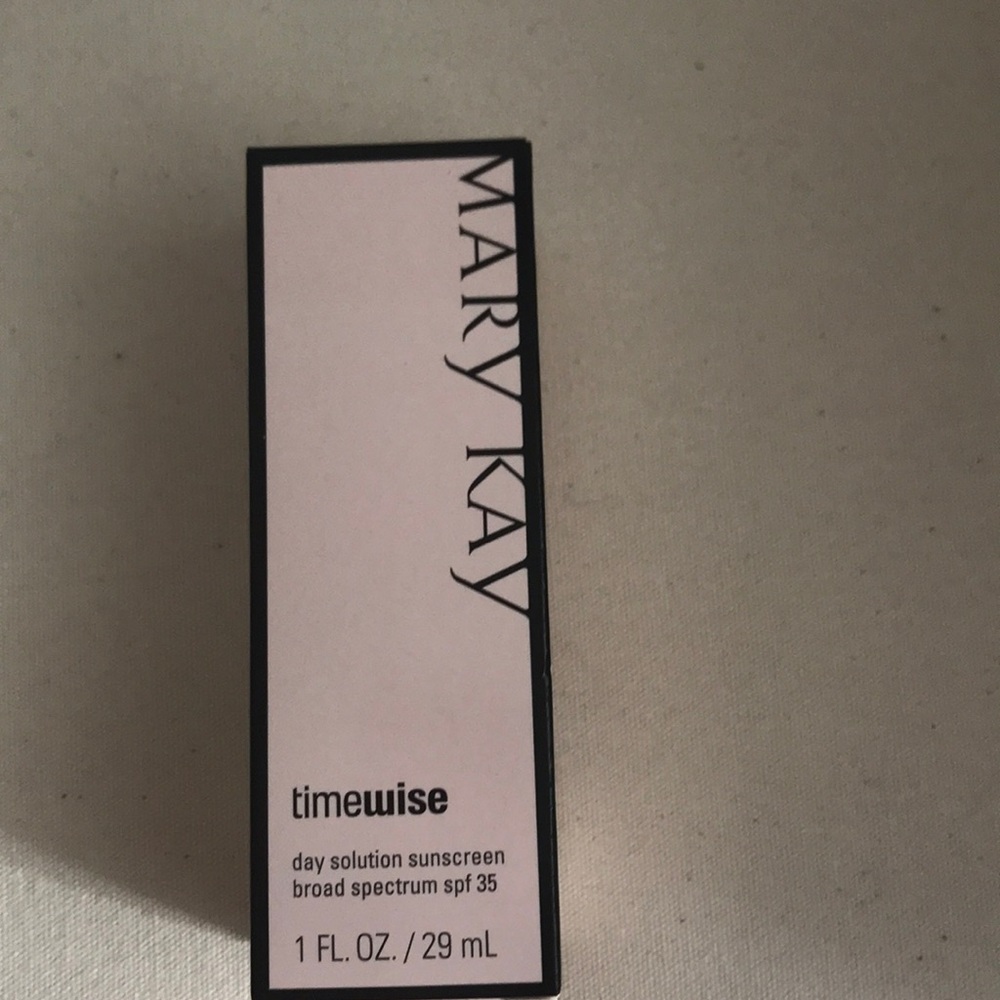 MARY KAY
timewise
day solution sunscreen
broad spectrum spf 35
1 FL. OZ. / 29 mL